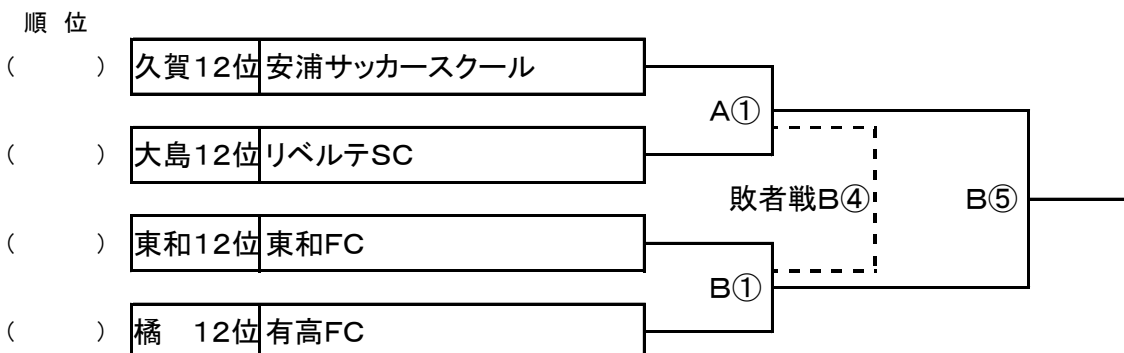 順 位
(　　　) 久賀12位 安浦サッカースクール
A①
(　　　) 大島12位 リベルテSC
敗者戦B④ B⑤
(　　　) 東和12位 東和FC
B①
(　　　) 橘　12位 有高FC